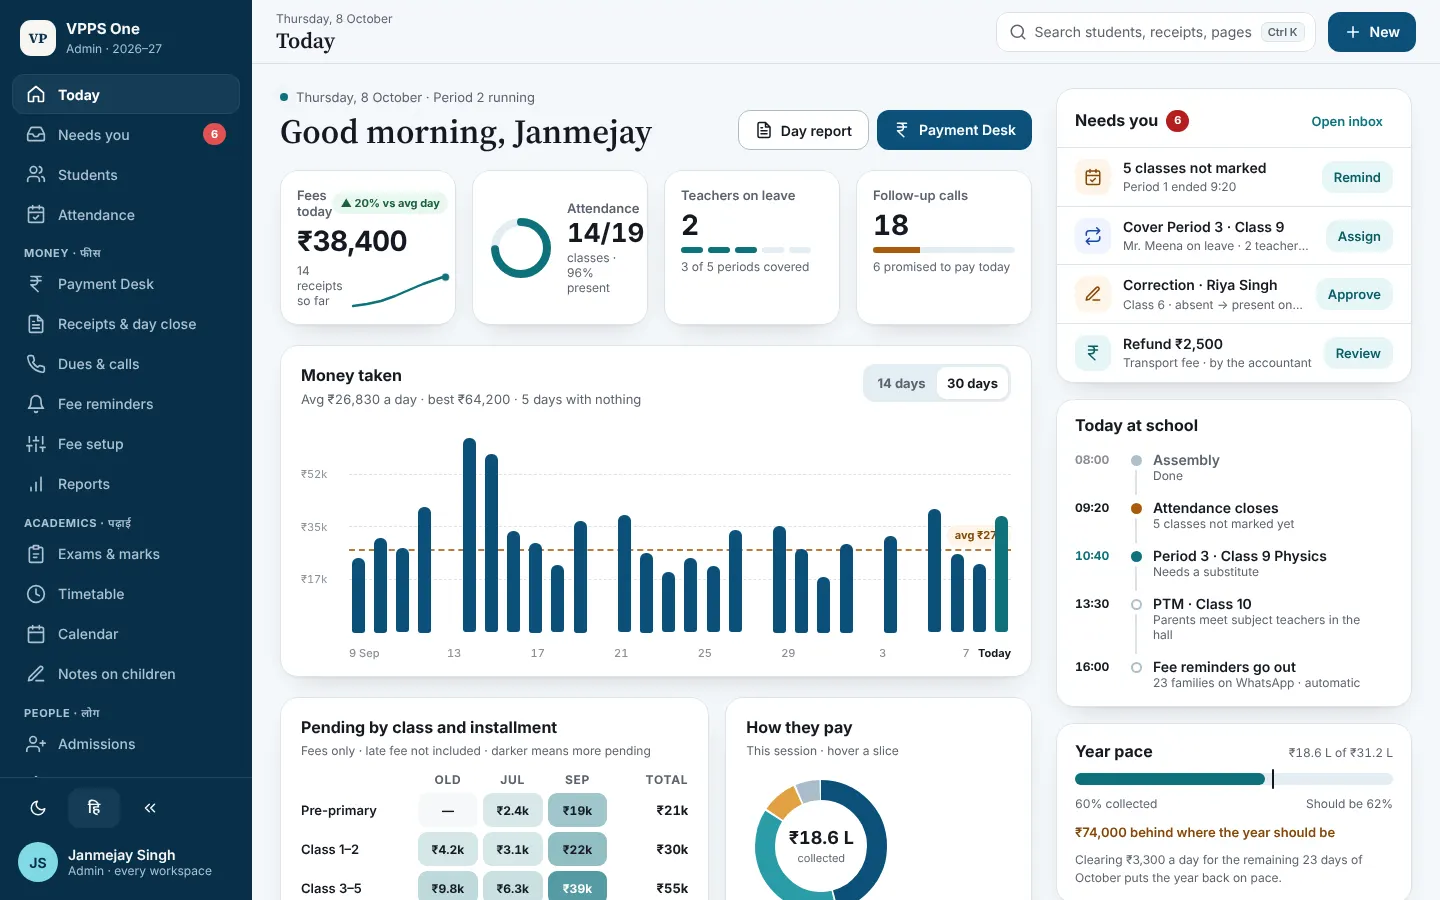 VP
VPPS One
Admin · 2026–27
Today
Needs you
6
Students
Attendance
MONEY · फीस
Payment Desk
Receipts & day close
Dues & calls
Fee reminders
Fee setup
Reports
ACADEMICS · पढ़ाई
Exams & marks
Timetable
Calendar
Notes on children
PEOPLE · लोग
Admissions
हि
JS
Janmejay Singh
Admin · every workspace
Thursday, 8 October
Today
Search students, receipts, pages
Ctrl K
New
Thursday, 8 October · Period 2 running
Good morning, Janmejay
Day report
₹ Payment Desk
Fees today
▲ 20% vs avg day
₹38,400
14 receipts so far
Attendance
14/19
classes · 96% present
Teachers on leave
2
3 of 5 periods covered
Follow-up calls
18
6 promised to pay today
Money taken
Avg ₹26,830 a day · best ₹64,200 · 5 days with nothing
14 days
30 days
₹52k
₹35k
₹17k
avg ₹27
9 Sep
13
17
21
25
29
3
7
Today
Pending by class and installment
Fees only · late fee not included · darker means more pending
OLD JUL SEP TOTAL
Pre-primary — ₹2.4k ₹19k ₹21k
Class 1–2 ₹4.2k ₹3.1k ₹22k ₹30k
Class 3–5 ₹9.8k ₹6.3k ₹39k ₹55k
How they pay
This session · hover a slice
₹18.6 L
collected
Needs you
6
Open inbox
5 classes not marked
Period 1 ended 9:20
Remind
Cover Period 3 · Class 9
Mr. Meena on leave · 2 teacher…
Assign
Correction · Riya Singh
Class 6 · absent → present on…
Approve
₹
Refund ₹2,500
Transport fee · by the accountant
Review
Today at school
08:00
Assembly
Done
09:20
Attendance closes
5 classes not marked yet
10:40
Period 3 · Class 9 Physics
Needs a substitute
13:30
PTM · Class 10
Parents meet subject teachers in the
hall
16:00
Fee reminders go out
23 families on WhatsApp · automatic
Year pace
₹18.6 L of ₹31.2 L
60% collected
Should be 62%
₹74,000 behind where the year should be
Clearing ₹3,300 a day for the remaining 23 days of
October puts the year back on pace.